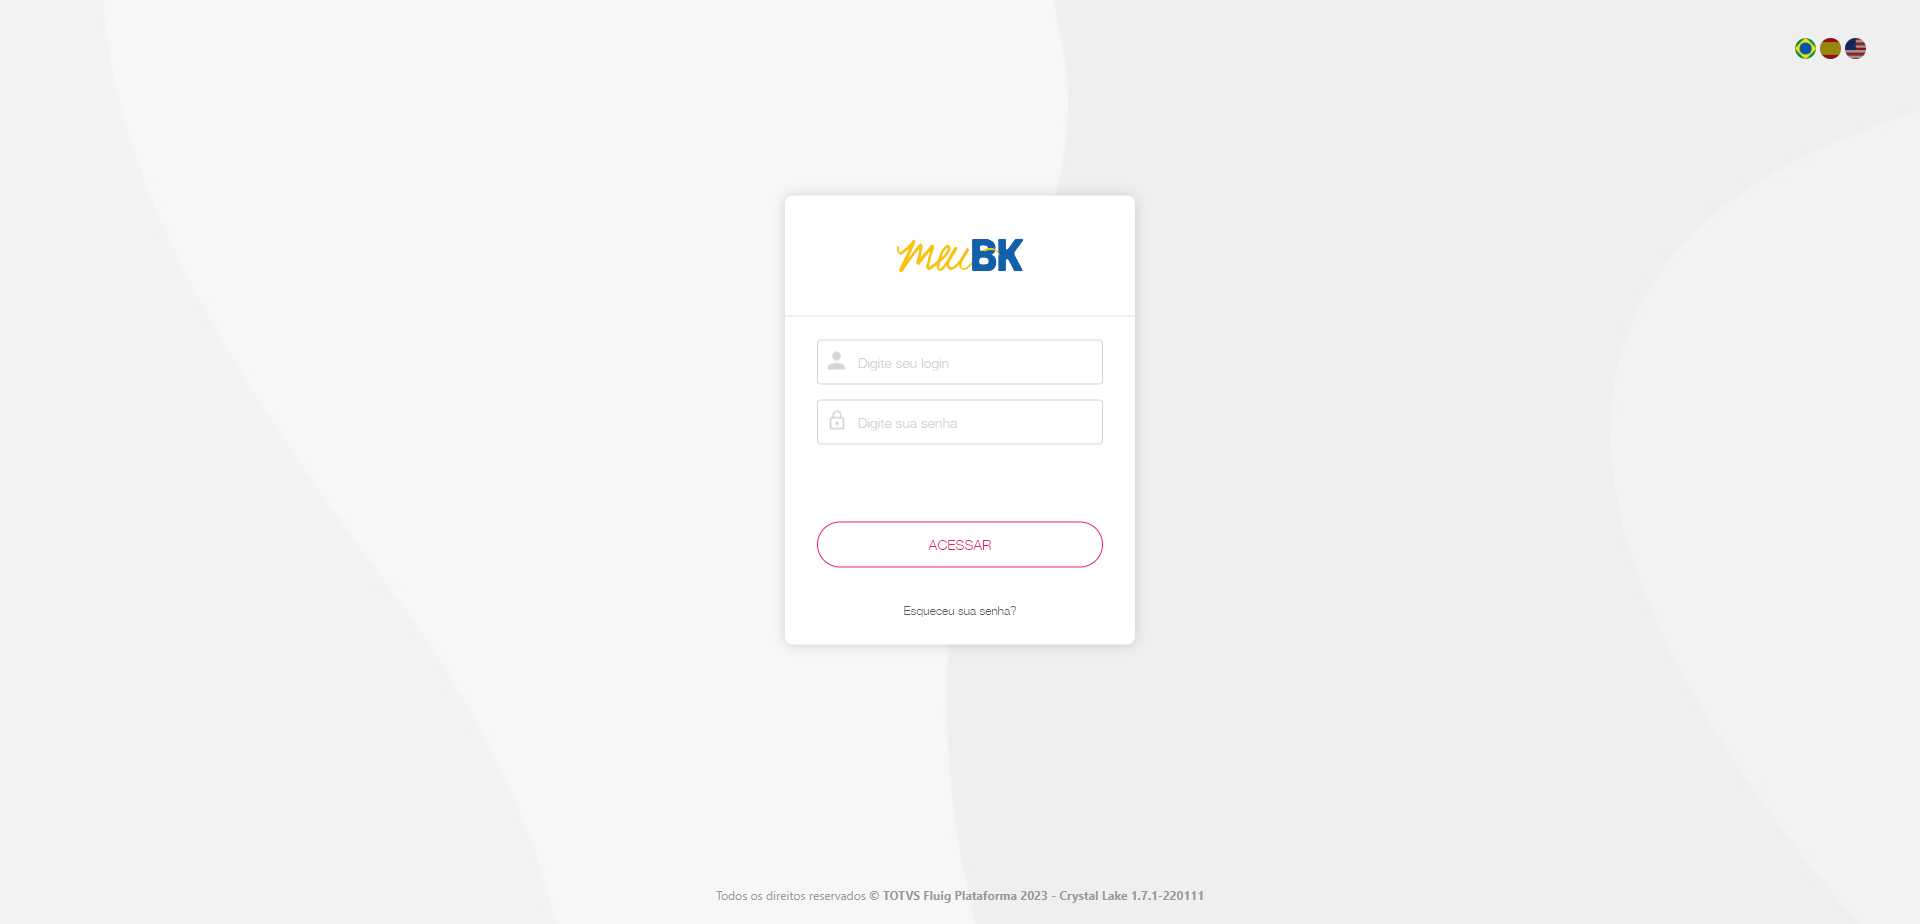 meuBK
Digite seu login
Digite sua senha
ACESSAR
Esqueceu sua senha?
Todos os direitos reservados © TOTVS Fluig Plataforma 2023 - Crystal Lake 1.7.1-220111